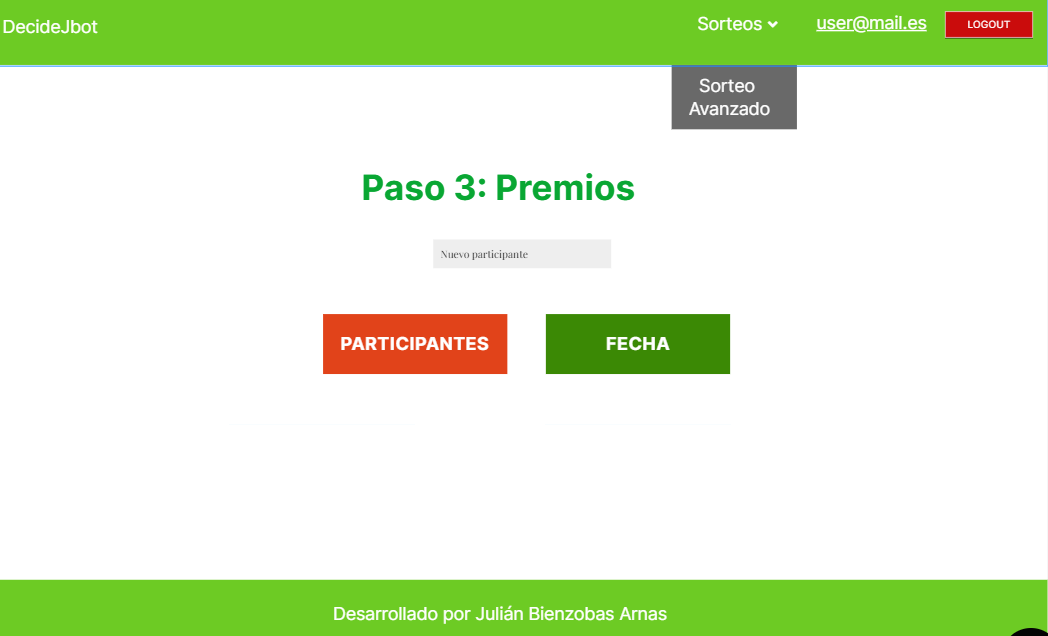 DecideJbot
Sorteos
user@mail.es
LOGOUT
Sorteo
Avanzado
Paso 3: Premios
Nuevo participante
PARTICIPANTES
FECHA
Desarrollado por Julián Bienzobas Arnas